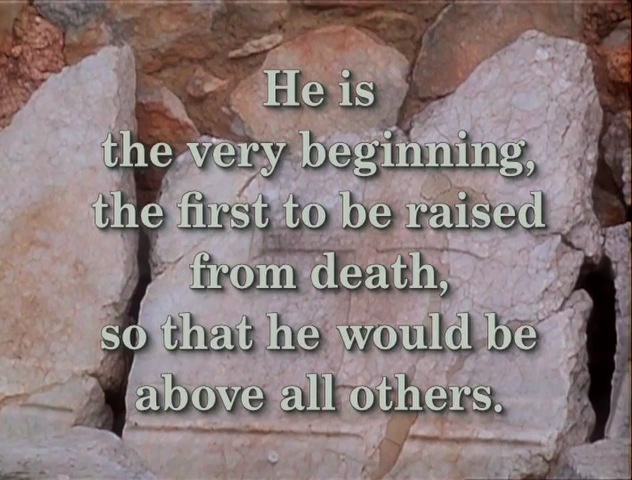 He is
the very beginning,
the first to be raised
from death,
so that he would be
above all others.